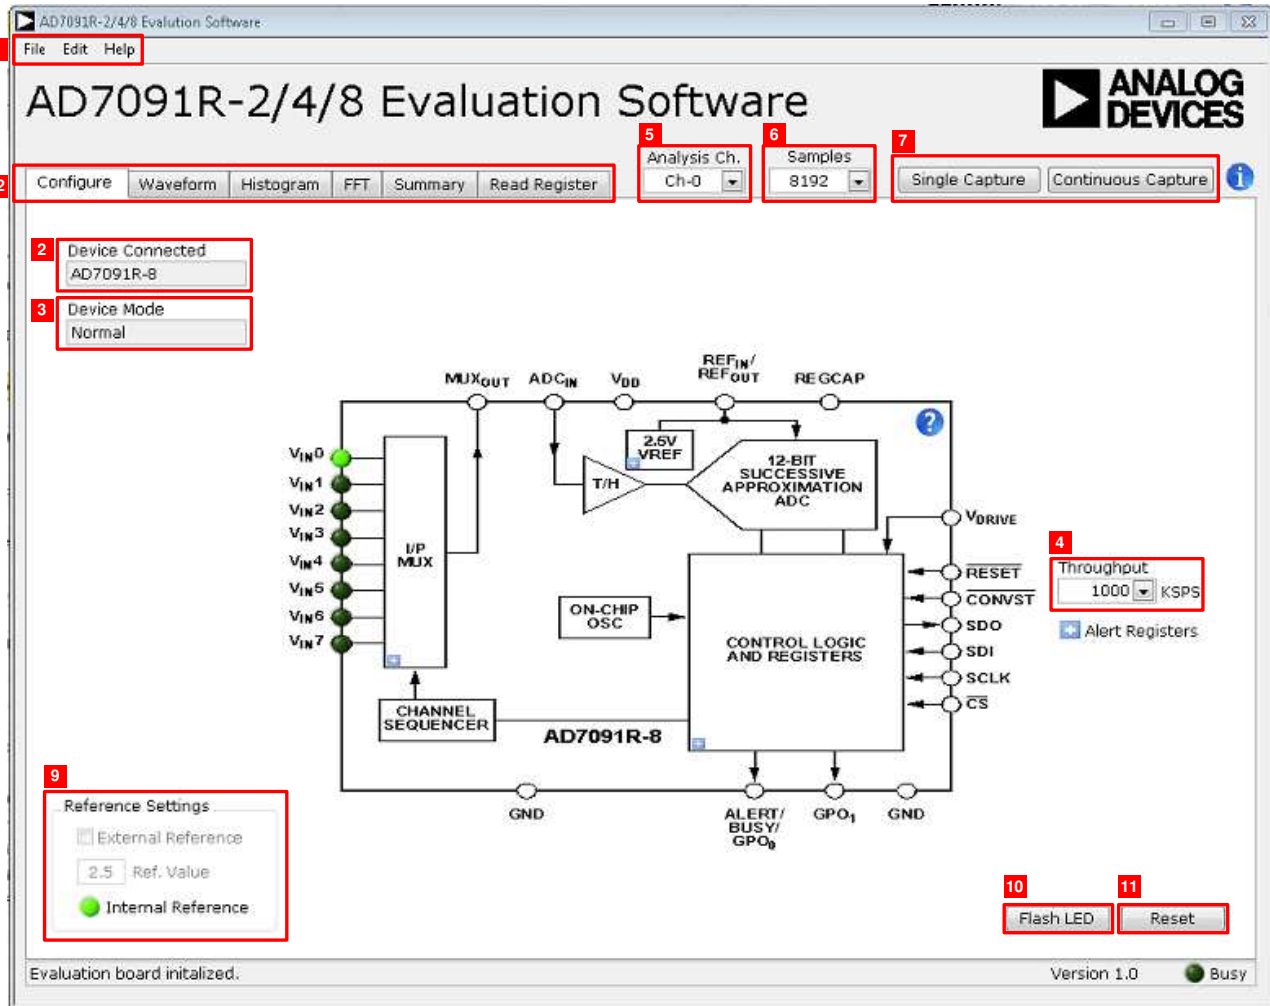 AD7091R-2/4/8 Evalution Software
File Edit Help
AD7091R-2/4/8 Evaluation Software
ANALOG
DEVICES
5
6
7
Analysis Ch.
Samples
2
Configure Waveform Histogram FFT Summary Read Register
Ch-0
8192
Single Capture Continuous Capture
i
2
Device Connected
AD7091R-8
3
Device Mode
Normal
MUXOUT ADCIN VDD REFIN/
REFOUT REGCAP
?
2.5V
VREF
12-BIT
SUCCESSIVE
APPROXIMATION
ADC
T/H
VIN0
VIN1
VIN2
VIN3
VIN4
VIN5
VIN6
VIN7
I/P
MUX
VDRIVE
RESET
CONVST
SDO
SDI
SCLK
CS
4
Throughput
1000 KSPS
Alert Registers
ON-CHIP
OSC
CONTROL LOGIC
AND REGISTERS
CHANNEL
SEQUENCER
AD7091R-8
GND
ALERT/
BUSY/
GPO0
GPO1
GND
9
Reference Settings
External Reference
2.5 Ref. Value
Internal Reference
10
11
Flash LED
Reset
Evaluation board initalized.
Version 1.0
Busy